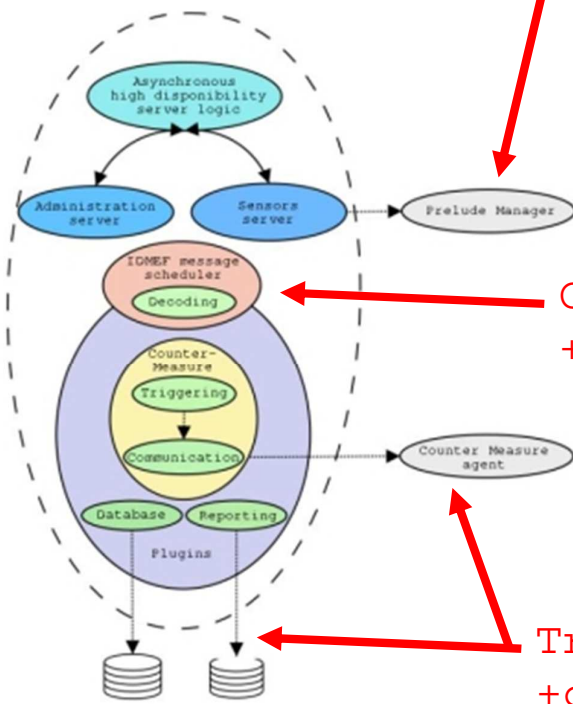 Asynchronous
high disponibility
server logic
Administration
server
Sensors
server
Prelude Manager
IDMEF message
scheduler
Decoding
Counter-
Measure
Triggering
Communication
Counter Measure
agent
Database
Reporting
Plugins
+